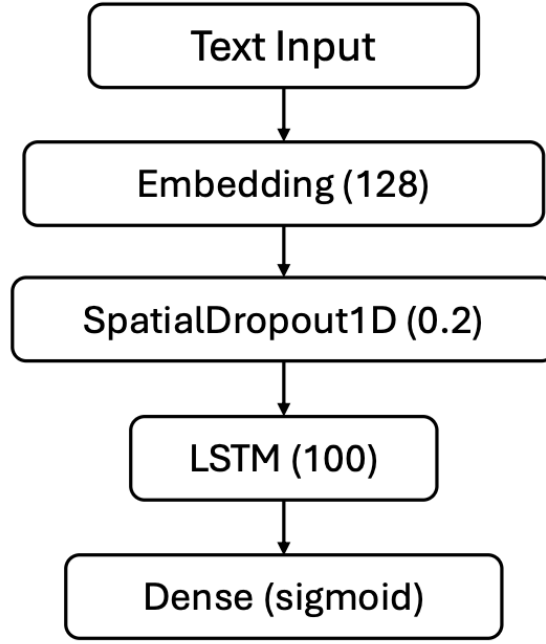 Text Input
Embedding (128)
SpatialDropout1D (0.2)
LSTM (100)
Dense (sigmoid)